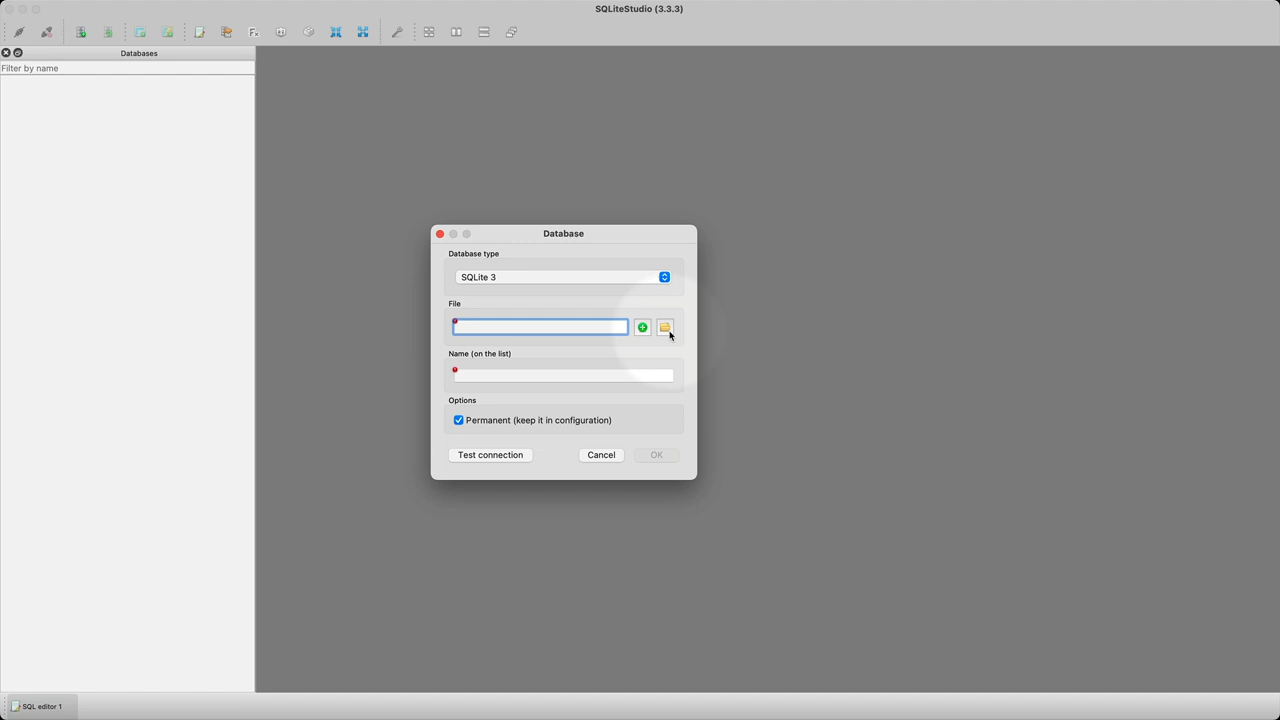 SQLiteStudio (3.3.3)
Databases
Filter by name
Database
Database type
SQLite 3
File
Name (on the list)
Options
Permanent (keep it in configuration)
Test connection
Cancel
OK
SQL editor 1